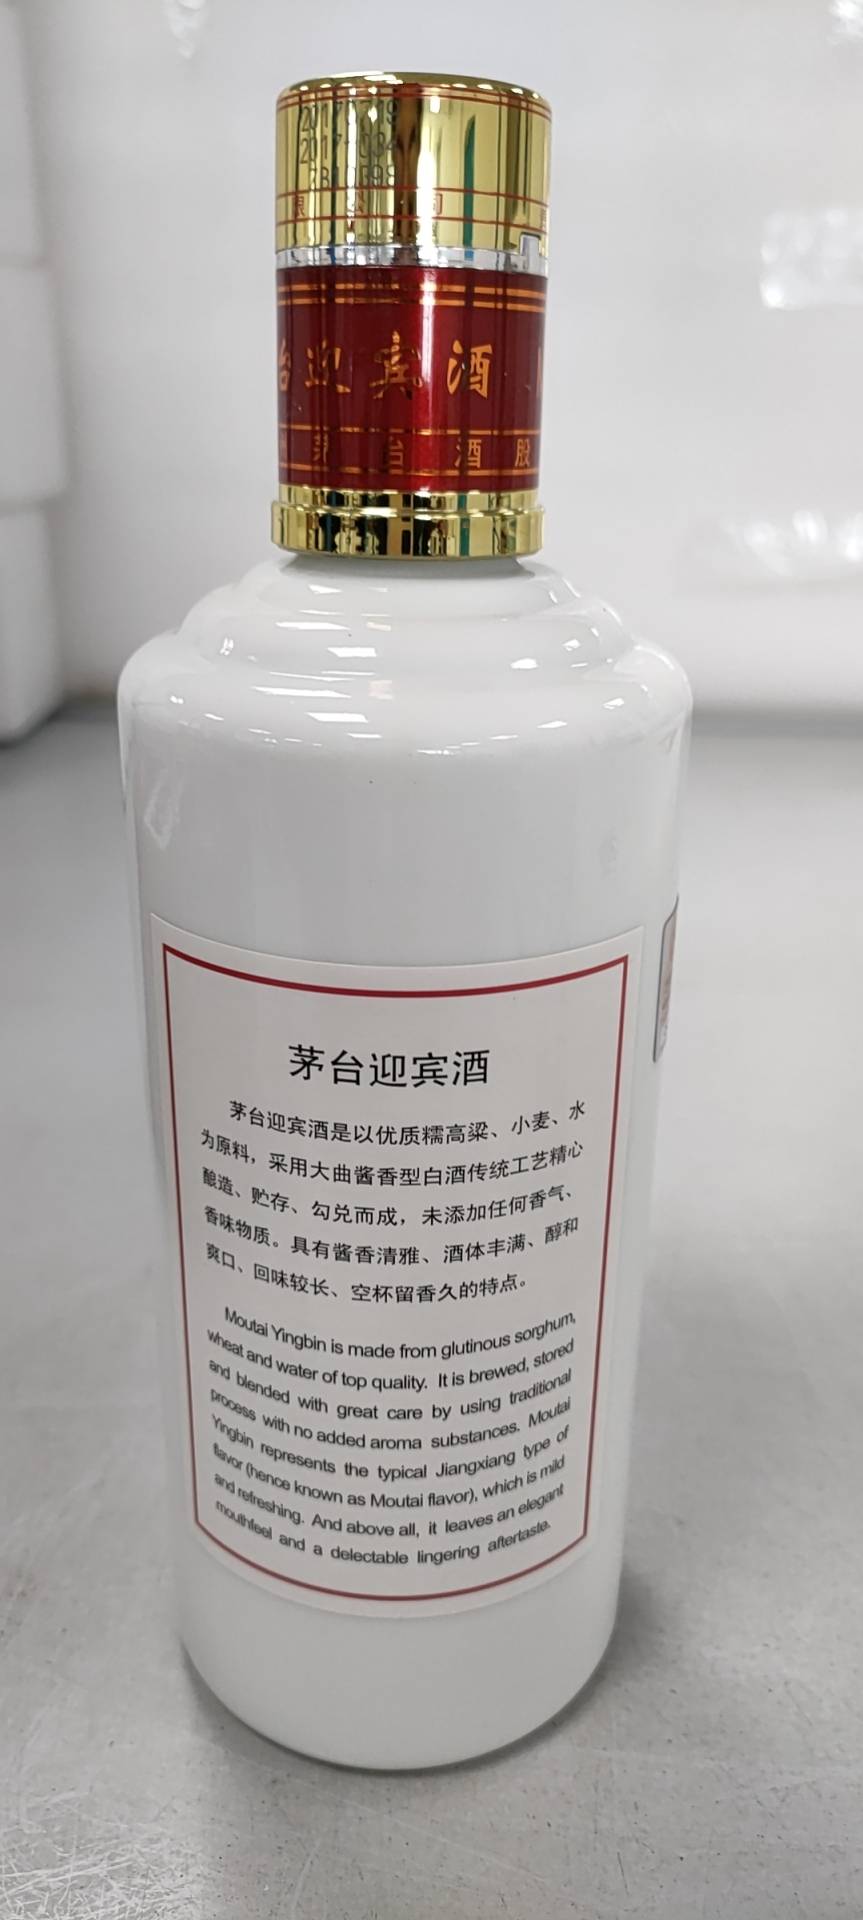 限公司
台迎宾酒
茅台酒股
茅台迎宾酒
茅台迎宾酒是以优质糯高粱、小麦、水
为原料，采用大曲酱香型白酒传统工艺精心
酿造、贮存、勾兑而成，未添加任何香气、
香味物质。具有酱香清雅、酒体丰满、醇和
爽口、回味较长、空杯留香久的特点。
Moutai Yingbin is made from glutinous sorghum,
wheat and water of top quality. It is brewed, stored
and blended with great care by using traditional
process with no added aroma substances. Moutai
Yingbin represents the typical Jiangxiang type of
flavor (hence known as Moutai flavor), which is mild
and refreshing. And above all, it leaves an elegant
mouthfeel and a delectable lingering aftertaste.